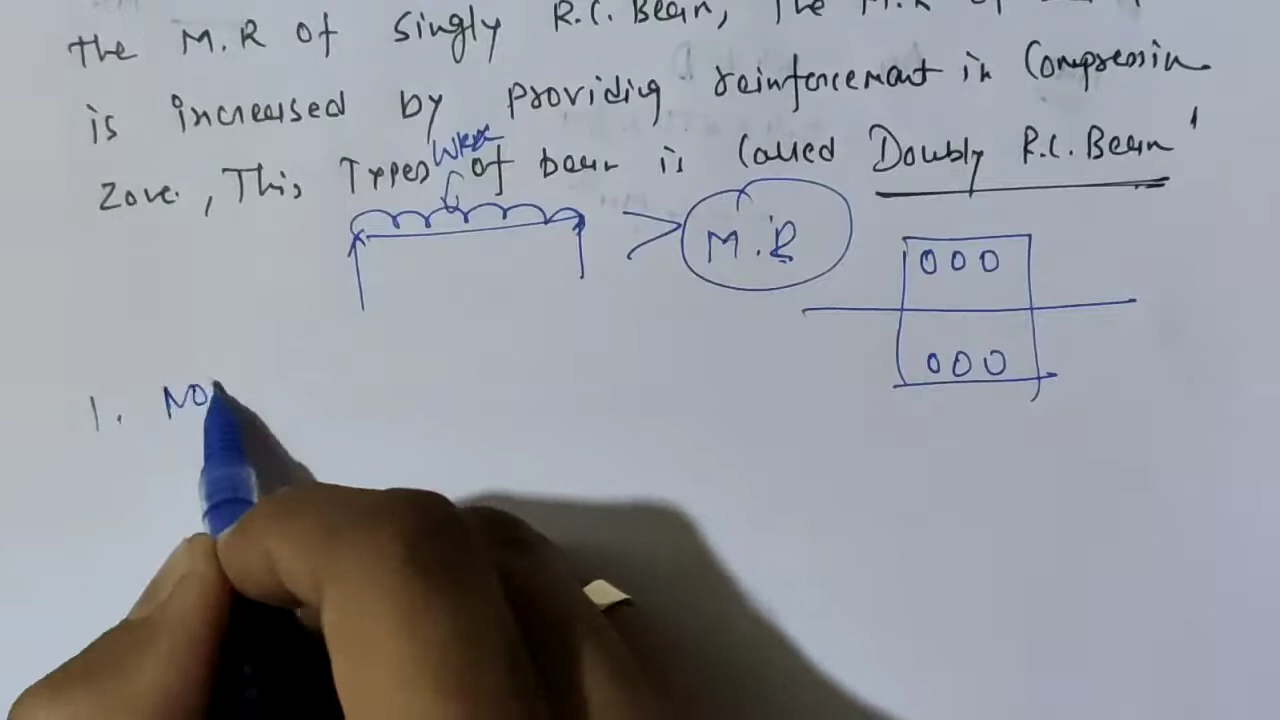 the M.R of Singly R.C. Beam, The M.R of
is increased by providing reinforcement in Compression
zone, This Types of beam is called Doubly R.C. Beam'
M.R
000
000
1. NO